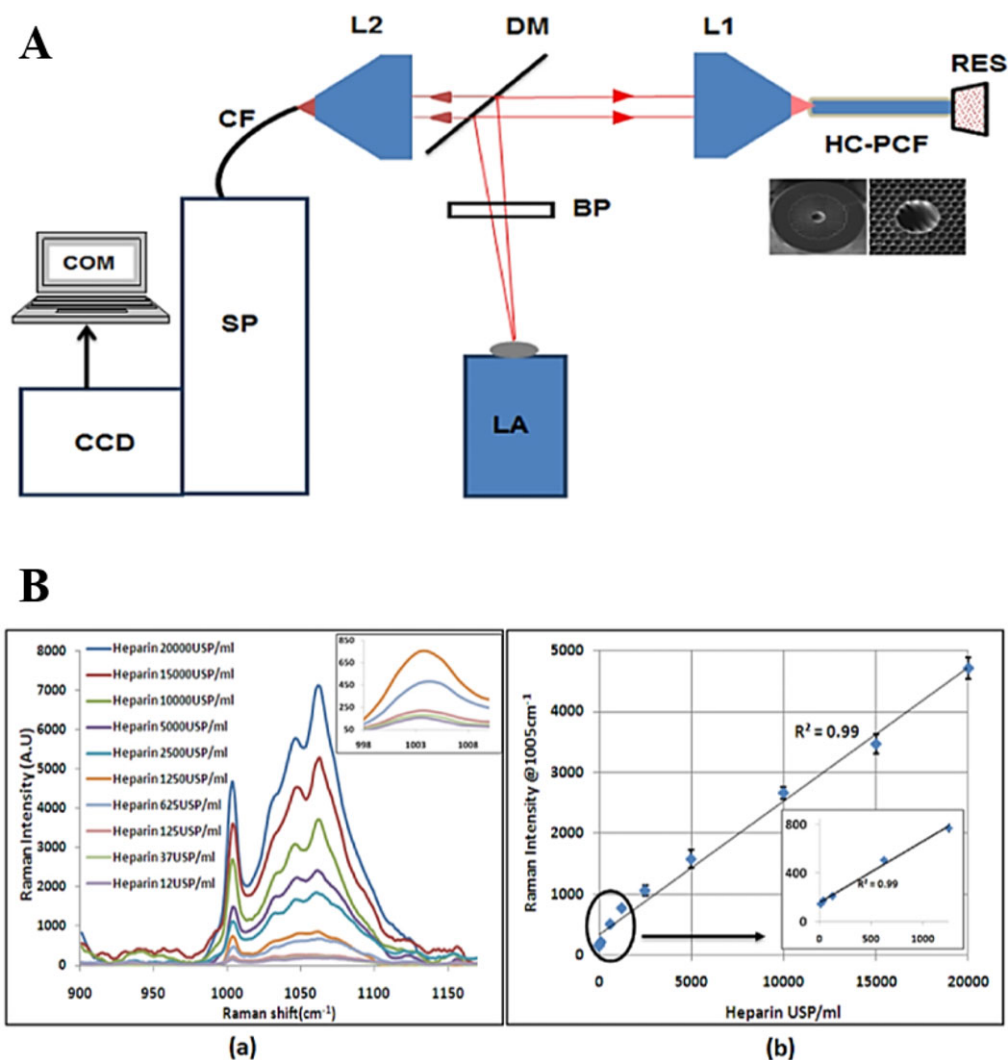 A
L2
DM
L1
RES
CF
HC-PCF
BP
COM
SP
LA
CCD
B
8000
7000
6000
5000
4000
3000
2000
1000
0
Raman Intensity (A.U)
900
950
1000
1050
1100
1150
Raman shift(cm⁻¹)
Heparin 20000USP/ml
Heparin 15000USP/ml
Heparin 10000USP/ml
Heparin 5000USP/ml
Heparin 2500USP/ml
Heparin 1250USP/ml
Heparin 625USP/ml
Heparin 125USP/ml
Heparin 37USP/ml
Heparin 12USP/ml
850
650
450
250
50
998
1003
1008
(a)
5000
4000
3000
2000
1000
0
Raman Intensity @1005cm⁻¹
R² = 0.99
800
400
0
R² = 0.99
0
500
1000
0
5000
10000
15000
20000
Heparin USP/ml
(b)